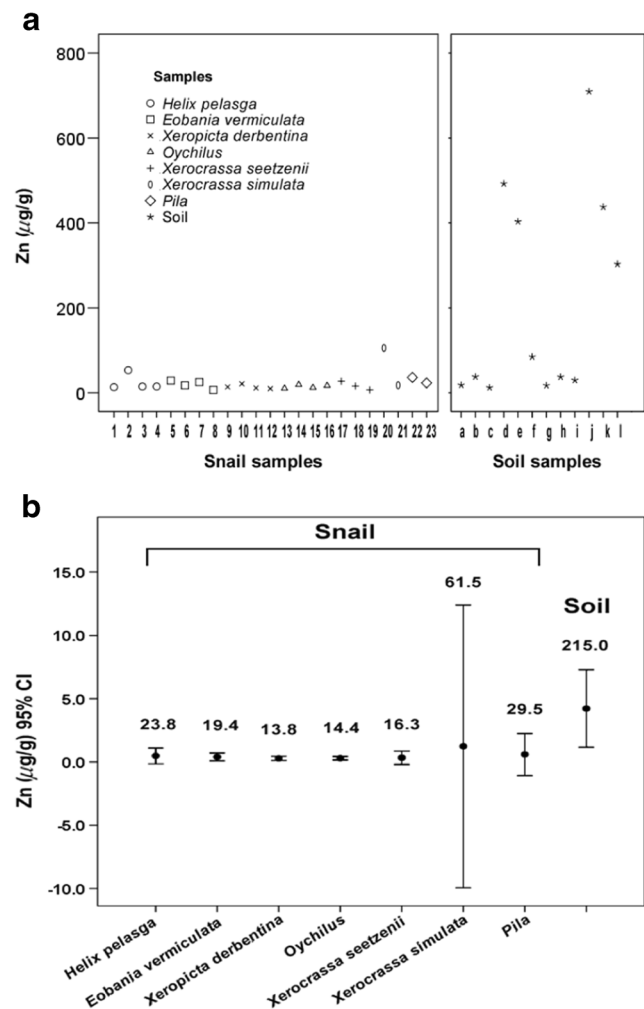 a
800
600
400
200
0
Zn (μg/g)
Samples
Helix pelasga
Eobania vermiculata
Xeropicta derbentina
Oychilus
Xerocrassa seetzenii
Xerocrassa simulata
Pila
Soil
1 2 3 4 5 6 7 8 9 10 11 12 13 14 15 16 17 18 19 20 21 22 23
a b c d e f g h i j k l
Snail samples
Soil samples
b
Snail
Soil
15.0
10.0
5.0
0.0
-5.0
-10.0
Zn (μg/g) 95% CI
23.8
19.4
13.8
14.4
16.3
61.5
29.5
215.0
Helix pelasga
Eobania vermiculata
Xeropicta derbentina
Oychilus
Xerocrassa seetzenii
Xerocrassa simulata
Pila